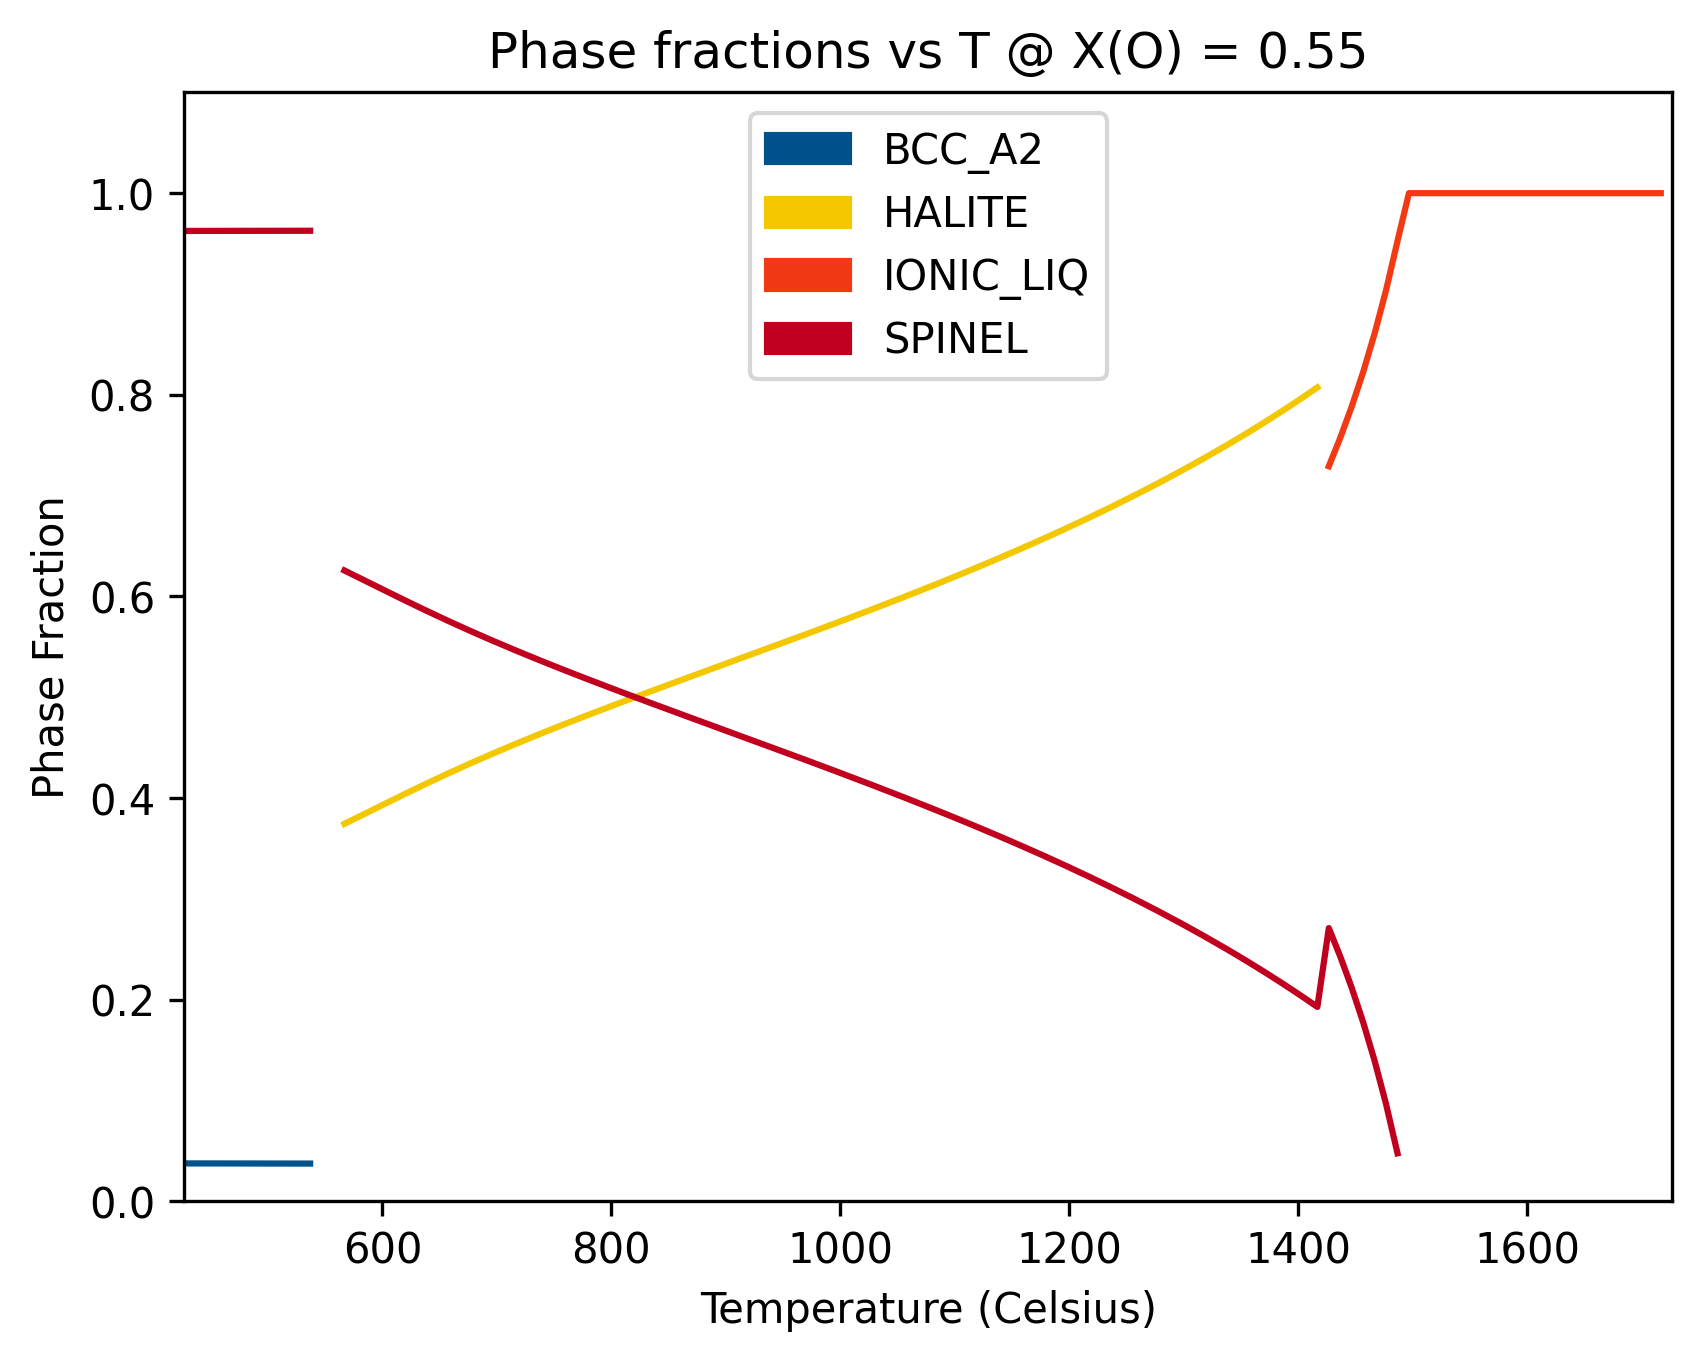 Phase fractions vs T @ X(O) = 0.55
BCC_A2
HALITE
IONIC_LIQ
SPINEL
1.0
0.8
0.6
0.4
0.2
0.0
Phase Fraction
600 800 1000 1200 1400 1600
Temperature (Celsius)